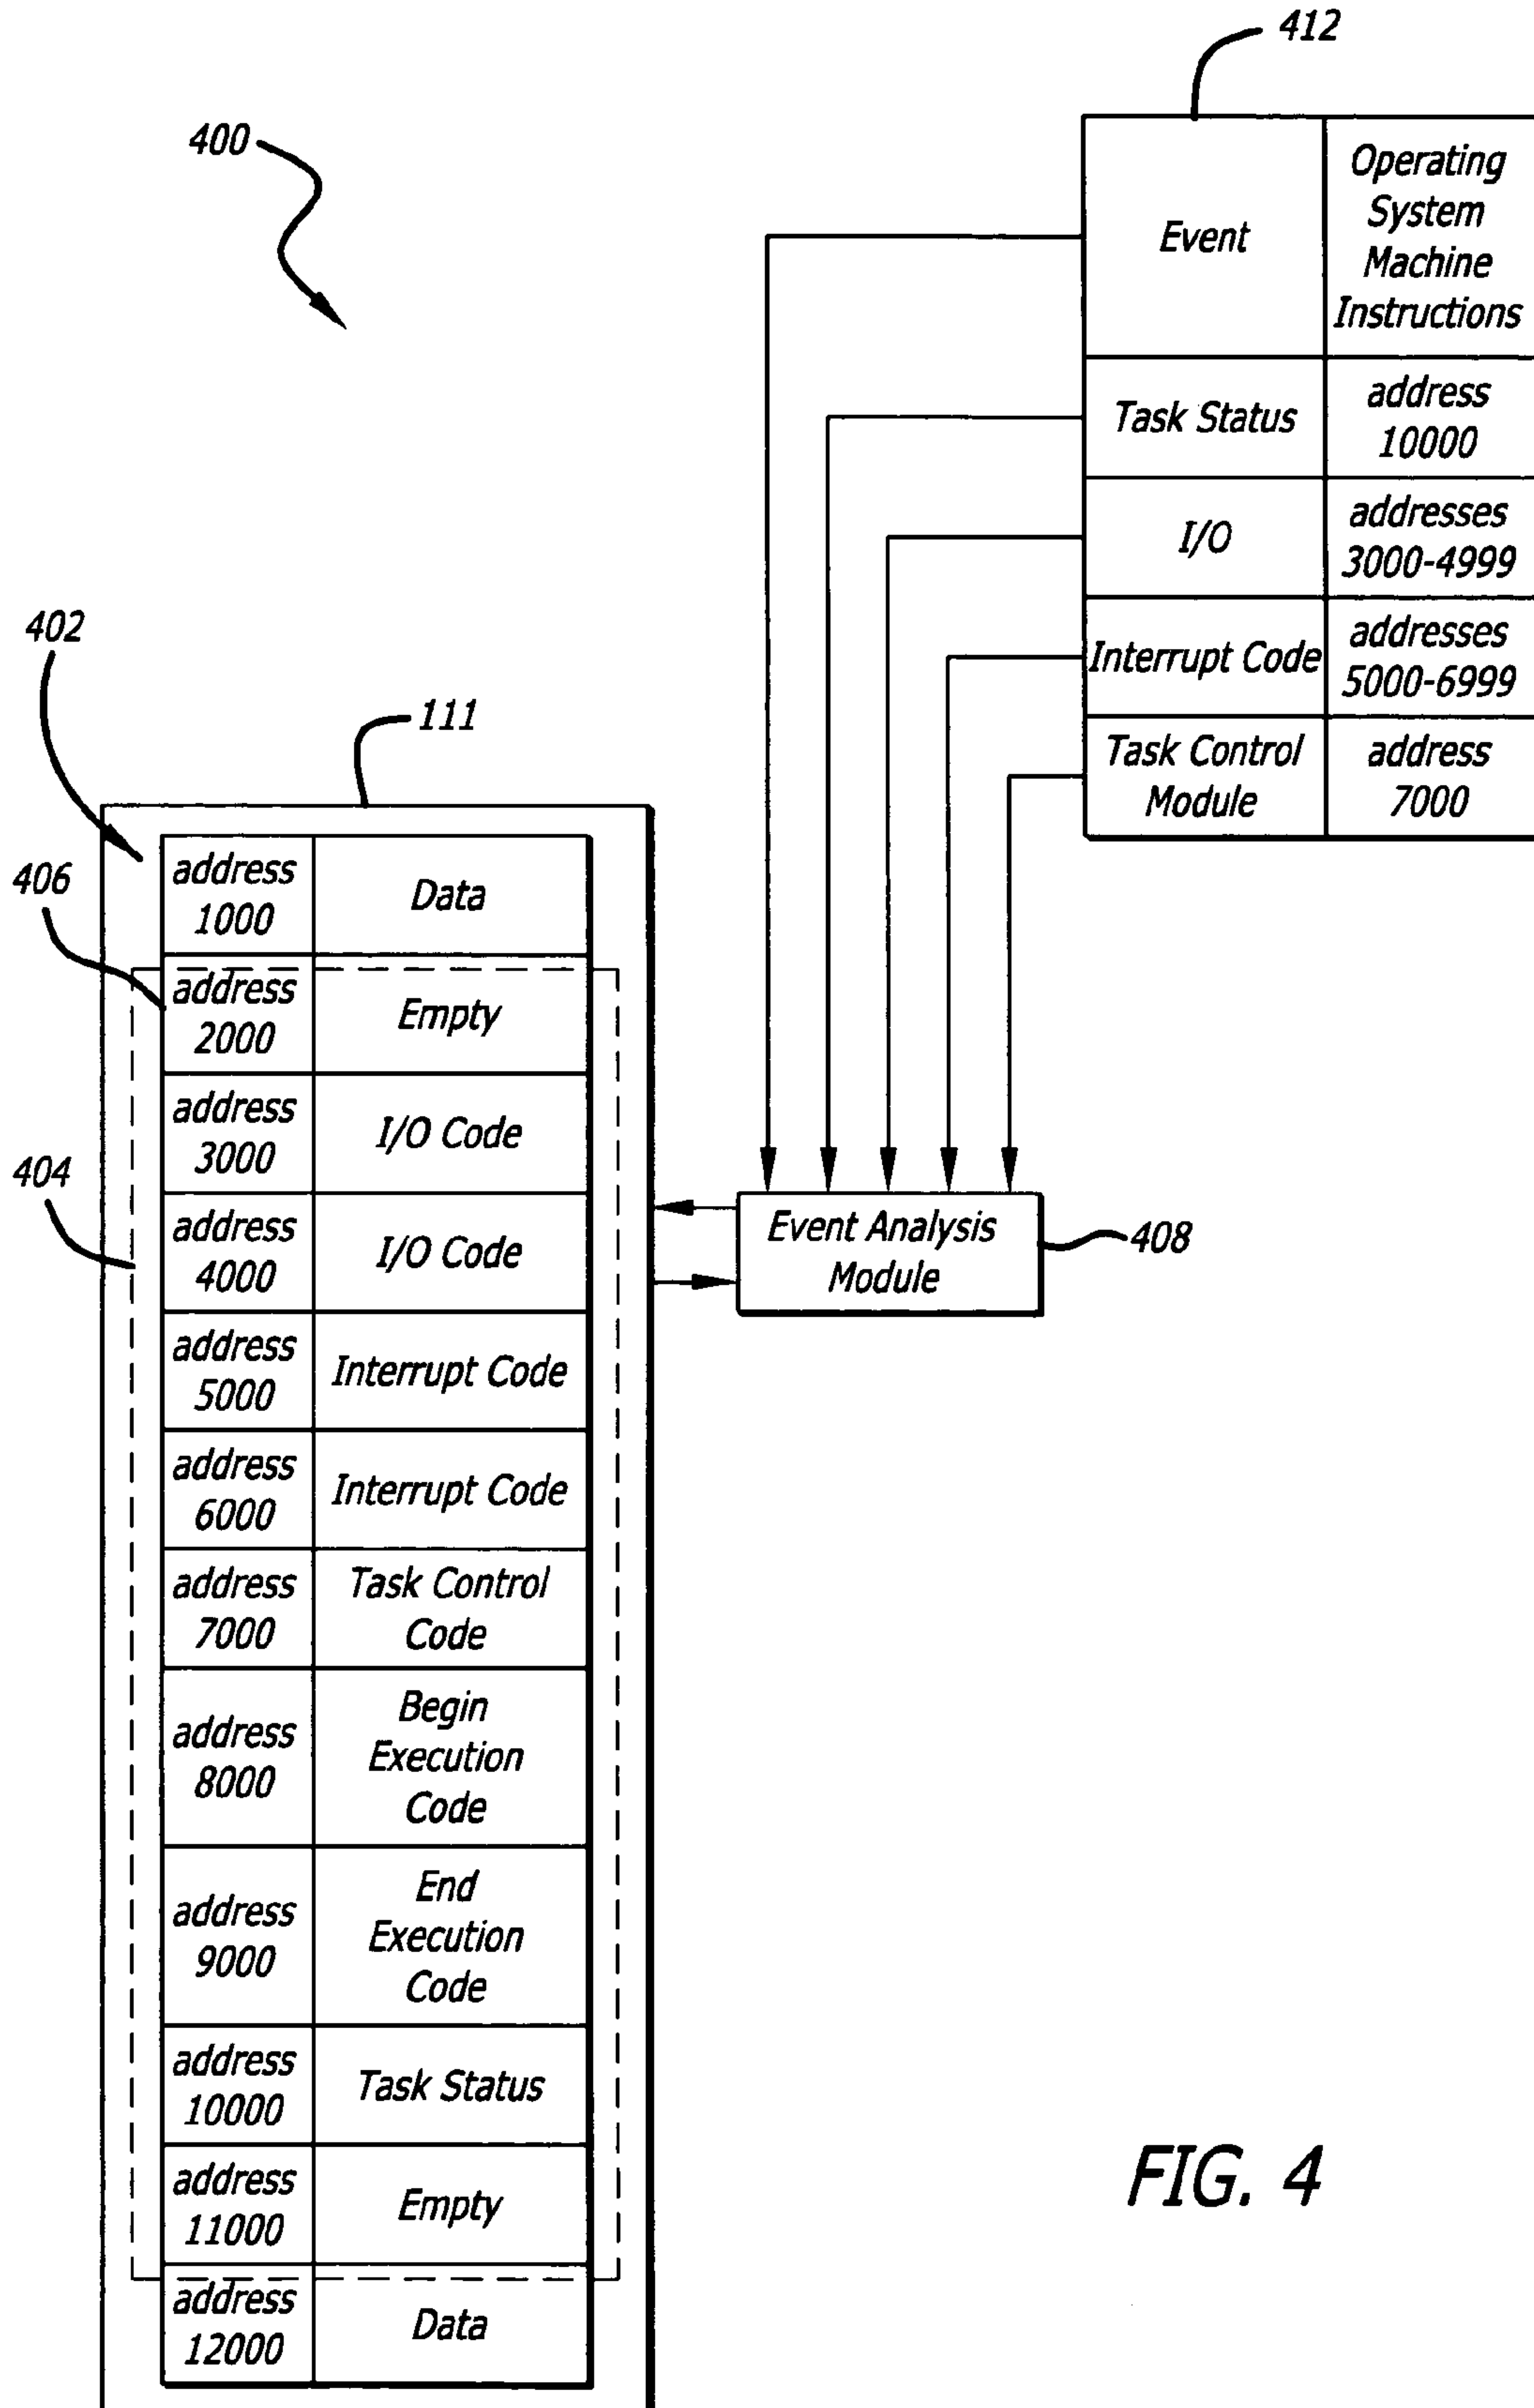 412
400
Event
Operating
System
Machine
Instructions
Task Status
address
10000
I/O
addresses
3000-4999
Interrupt Code
addresses
5000-6999
Task Control
Module
address
7000
402
111
406
404
address
1000
Data
address
2000
Empty
address
3000
I/O Code
address
4000
I/O Code
address
5000
Interrupt Code
address
6000
Interrupt Code
address
7000
Task Control
Code
address
8000
Begin
Execution
Code
address
9000
End
Execution
Code
address
10000
Task Status
address
11000
Empty
address
12000
Data
Event Analysis
Module
408
FIG. 4